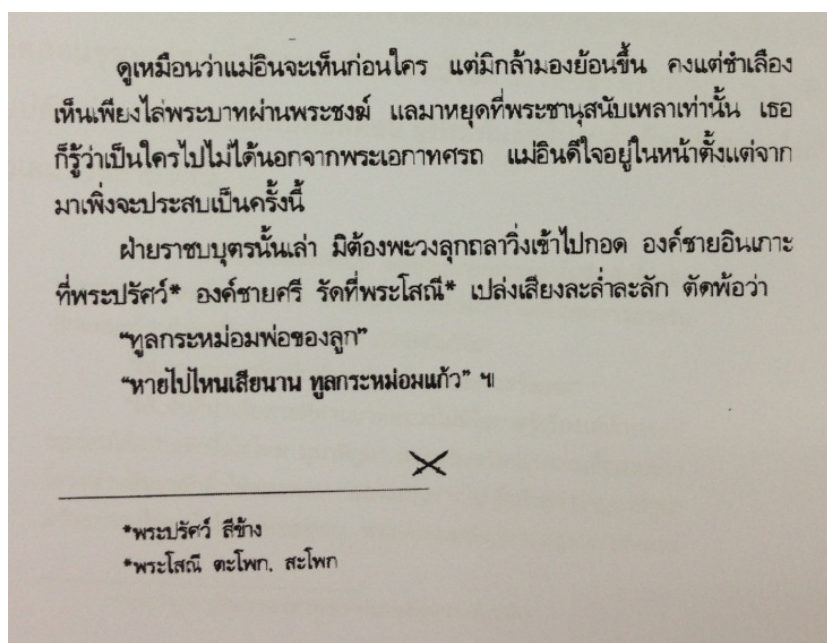 ดูเหมือนว่าแม่อินจะเห็นก่อนใคร แต่มิกล้ามองย้อนขึ้น คงแต่ชำเลือง
เห็นเพียงไล่พระบาทผ่านพระชงฆ์ แลมาหยุดที่พระชานุสนับเพลาเท่านั้น เธอ
ก็รู้ว่าเป็นใครไปไม่ได้นอกจากพระเอกาทศรถ แม่อินดีใจอยู่ในหน้าตั้งแต่จาก
มาเพิ่งจะประสบเป็นครั้งนี้
ฝ่ายราชบบุตรนั้นเล่า มิต้องพะวงลุกถลาวิ่งเข้าไปกอด องค์ชายอินเกาะ
ที่พระปรัศว์* องค์ชายศรี รัดที่พระโสณี* เปล่งเสียงละล่ำละลัก ตัดพ้อว่า
“ทูลกระหม่อมพ่อของลูก”
“หายไปไหนเสียนาน ทูลกระหม่อมแก้ว” ฯ॥
*พระปรัศว์ สีข้าง
*พระโสณี ตะโพก, สะโพก